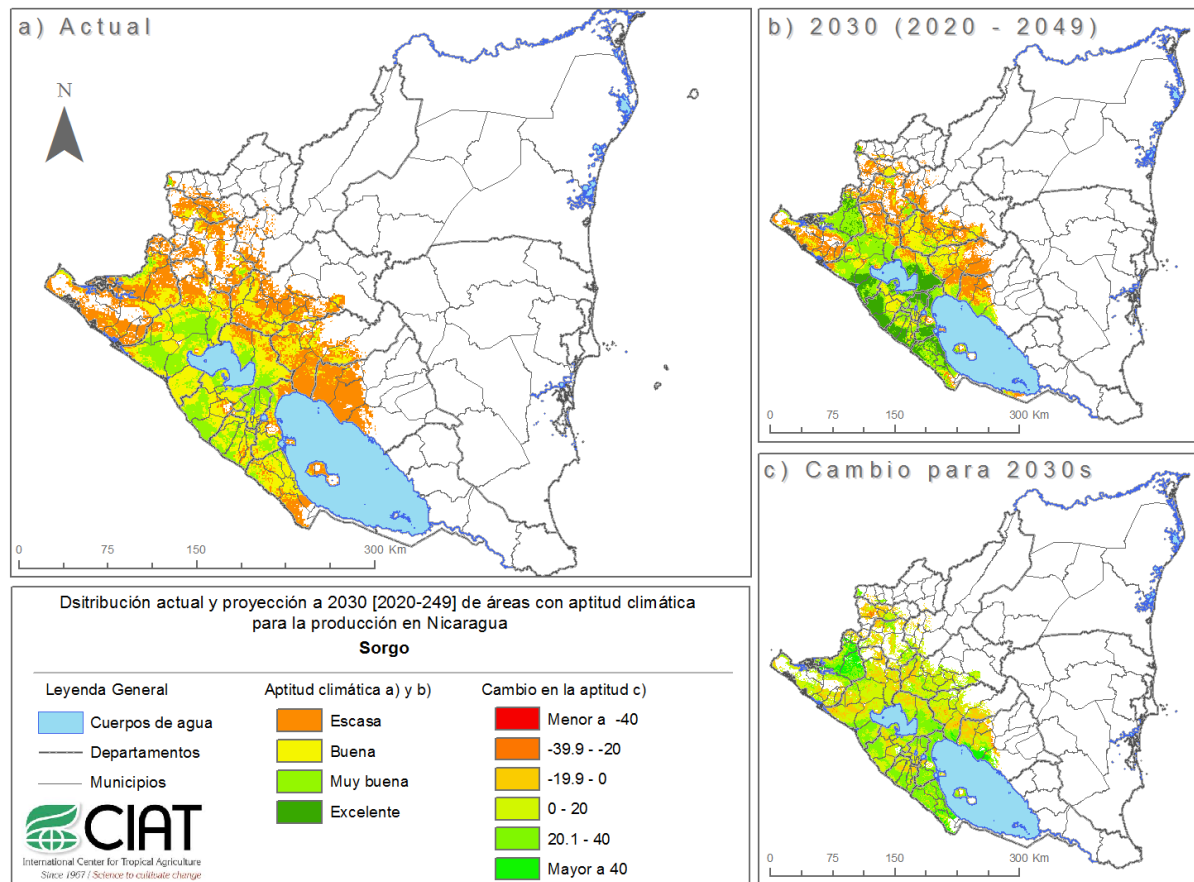 a) Actual
N
0 75 150 300 Km
b) 2030 (2020 - 2049)
0 150 300 Km
c) Cambio para 2030s
0 150 300 Km
Dsitribución actual y proyección a 2030 [2020-249] de áreas con aptitud climática
para la producción en Nicaragua
Sorgo
Leyenda General
Cuerpos de agua
Departamentos
Municipios
Aptitud climática a) y b)
Escasa
Buena
Muy buena
Excelente
Cambio en la aptitud c)
Menor a -40
-39.9 - -20
-19.9 - 0
0 - 20
20.1 - 40
Mayor a 40
CIAT
International Center for Tropical Agriculture
Since 1967 / Science to cultivate change